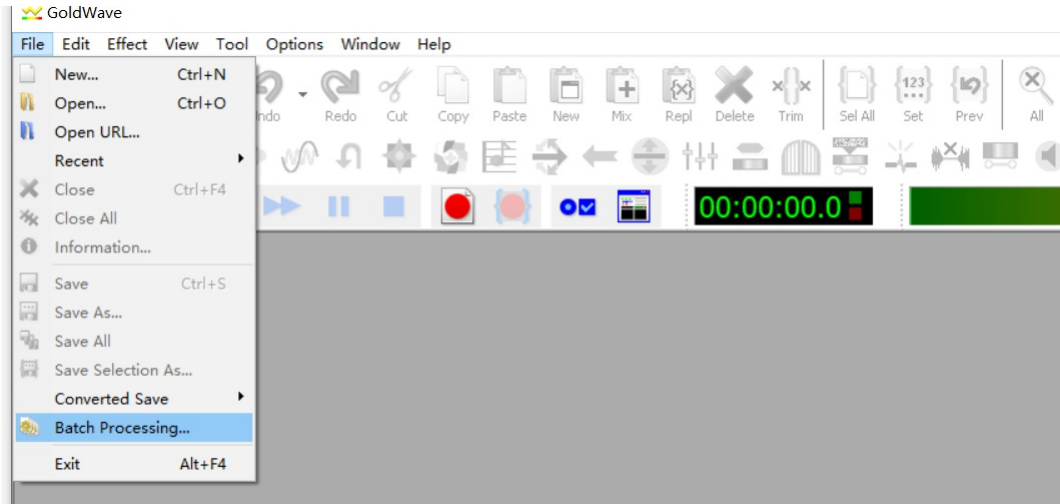 GoldWave
File Edit Effect View Tool Options Window Help
New... Ctrl+N
Open... Ctrl+O
Open URL...
Recent
Close Ctrl+F4
Close All
Information...
Save Ctrl+S
Save As...
Save All
Save Selection As...
Converted Save
Batch Processing...
Exit Alt+F4
Redo Cut Copy Paste New Mix Repl Delete Trim Sel All Set Prev All
123
00:00:00.0